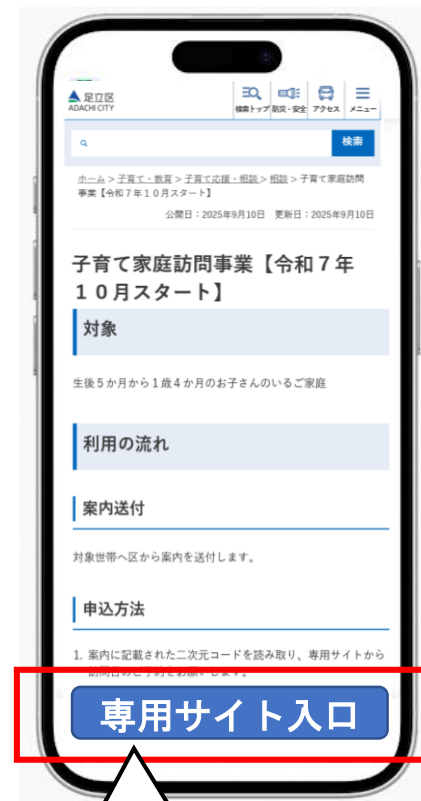 足立区
ADACHI CITY
検索トップ 防災・安全 アクセス メニュー
検索
ホーム > 子育て・教育 > 子育て応援・相談 > 相談 > 子育て家庭訪問
事業【令和７年１０月スタート】
公開日：2025年9月10日 更新日：2025年9月10日
子育て家庭訪問事業【令和７年
１０月スタート】
対象
生後５か月から１歳４か月のお子さんのいるご家庭
利用の流れ
案内送付
対象世帯へ区から案内を送付します。
申込方法
1. 案内に記載された二次元コードを読み取り、専用サイトから
専用サイト入口